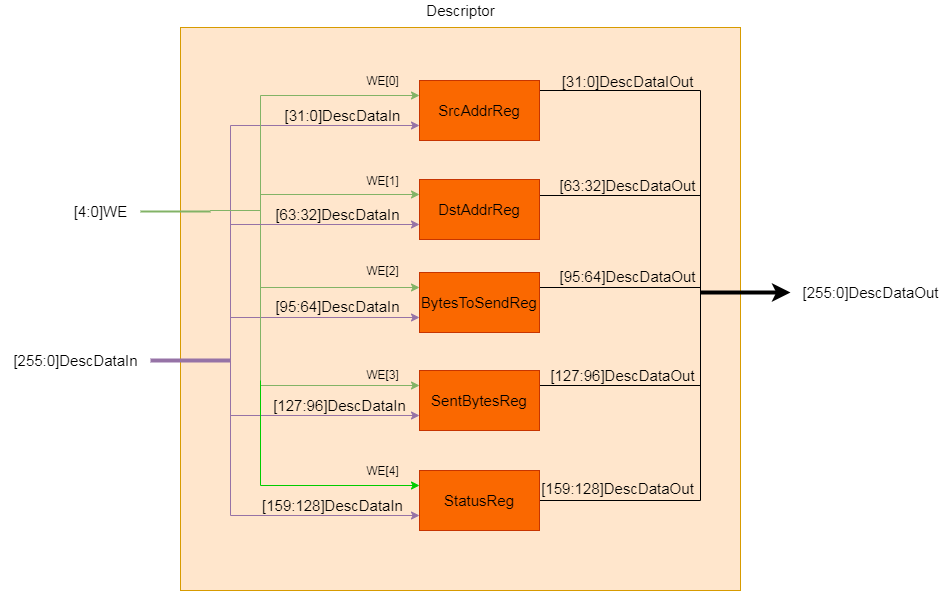 Descriptor
WE[0]
[31:0]DescDataIOut
SrcAddrReg
[31:0]DescDataIn
WE[1]
[63:32]DescDataOut
[4:0]WE
DstAddrReg
[63:32]DescDataIn
WE[2]
[95:64]DescDataOut
[255:0]DescDataOut
BytesToSendReg
[95:64]DescDataIn
[255:0]DescDataIn
WE[3]
[127:96]DescDataOut
SentBytesReg
[127:96]DescDataIn
WE[4]
[159:128]DescDataOut
StatusReg
[159:128]DescDataIn